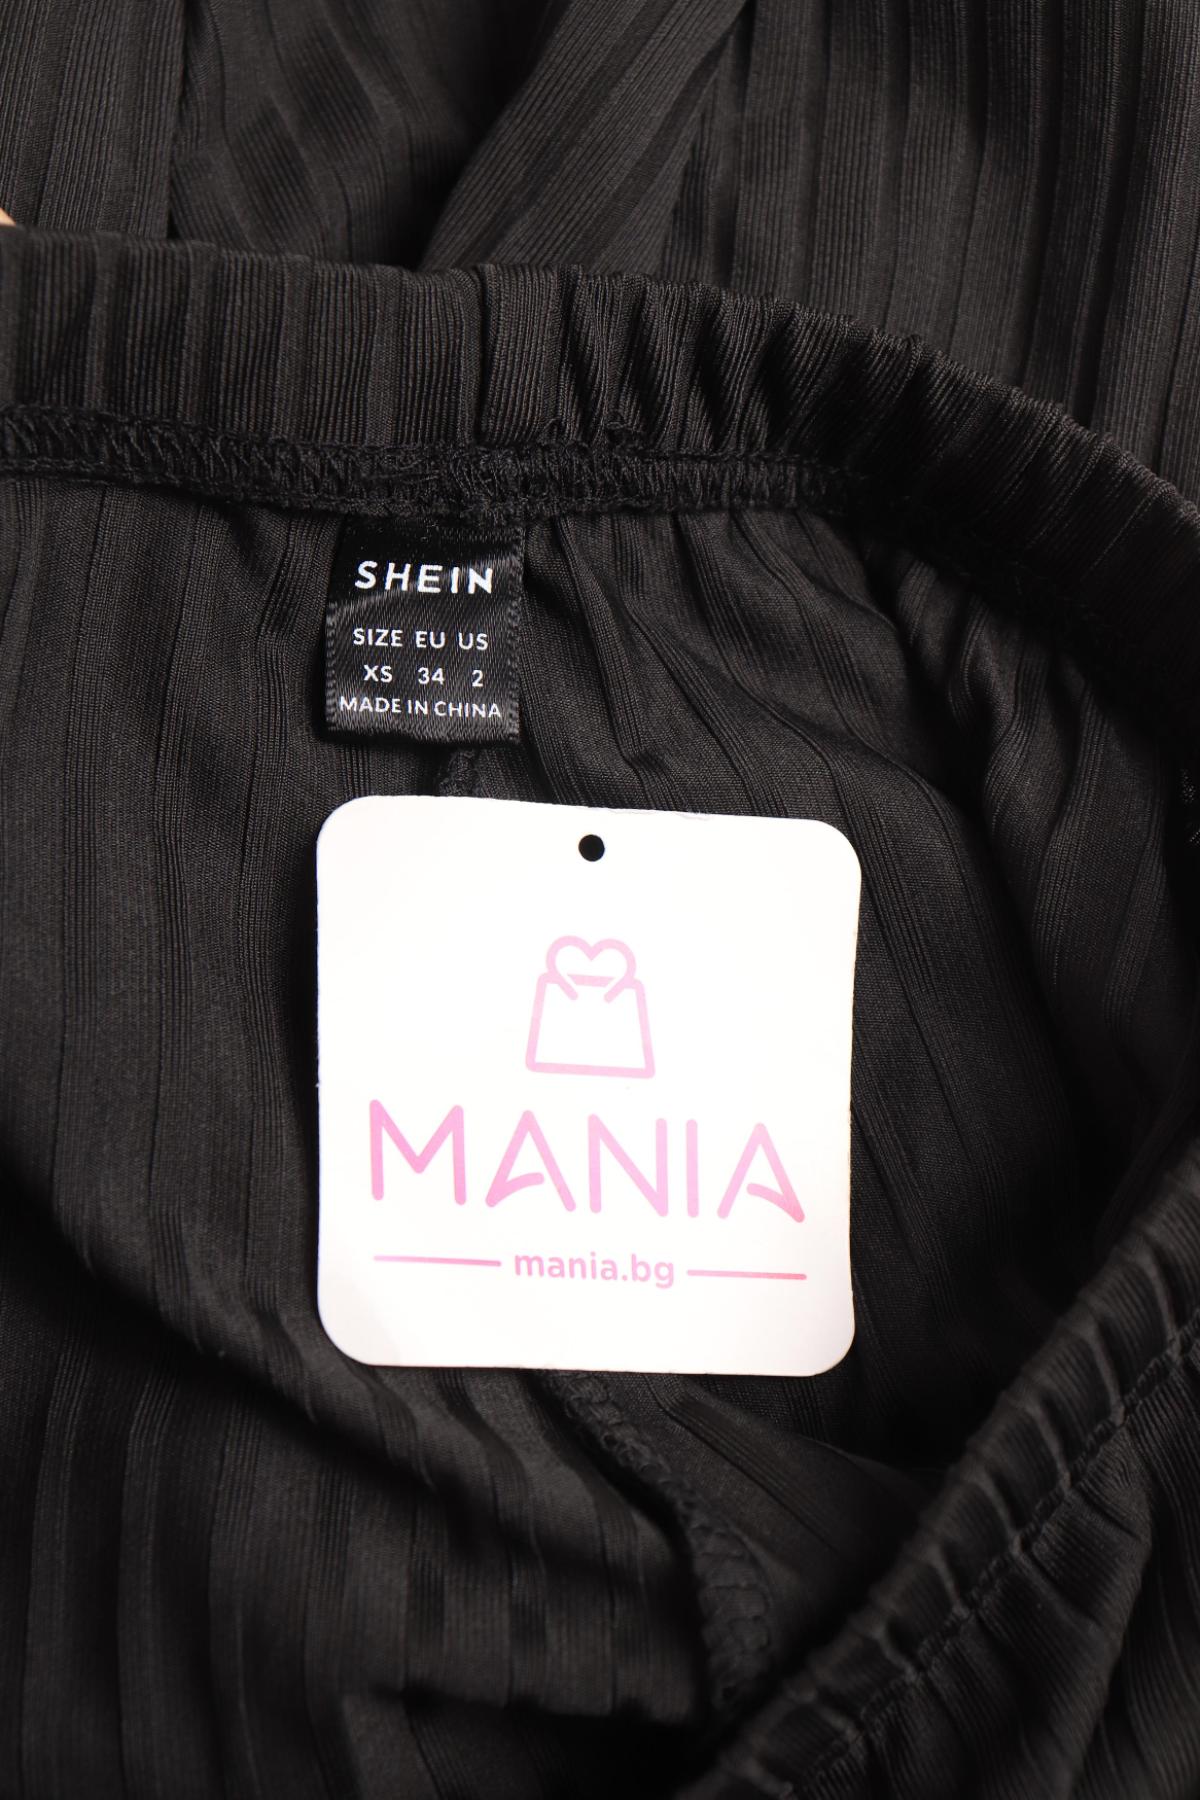 SHEIN
SIZE EU US
XS 34 2
MADE IN CHINA
MANIA
mania.bg